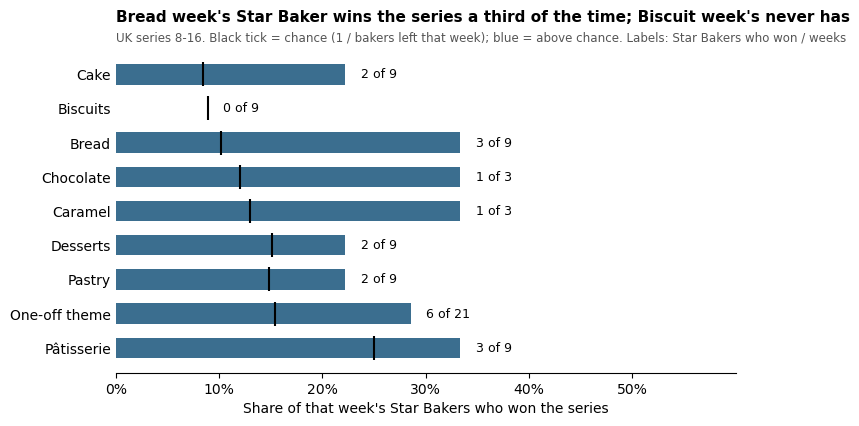 Bread week's Star Baker wins the series a third of the time; Biscuit week's never has
UK series 8-16. Black tick = chance (1 / bakers left that week); blue = above chance. Labels: Star Bakers who won / weeks
Cake
2 of 9
Biscuits
0 of 9
Bread
3 of 9
Chocolate
1 of 3
Caramel
1 of 3
Desserts
2 of 9
Pastry
2 of 9
One-off theme
6 of 21
Pâtisserie
3 of 9
0% 10% 20% 30% 40% 50%
Share of that week's Star Bakers who won the series